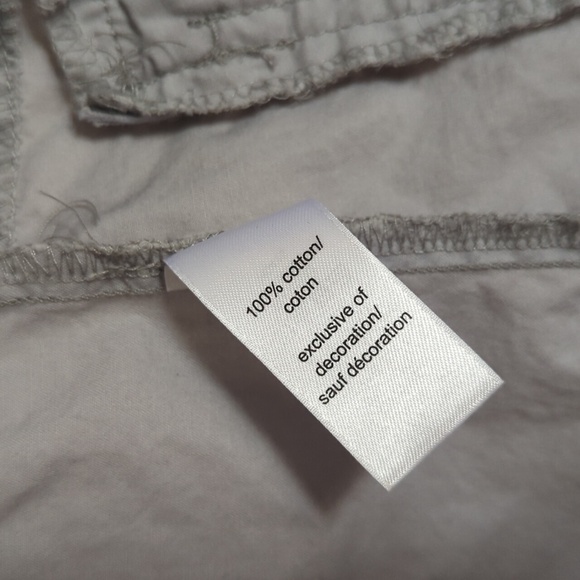 100% cotton/
coton
exclusive of
decoration/
sauf décoration